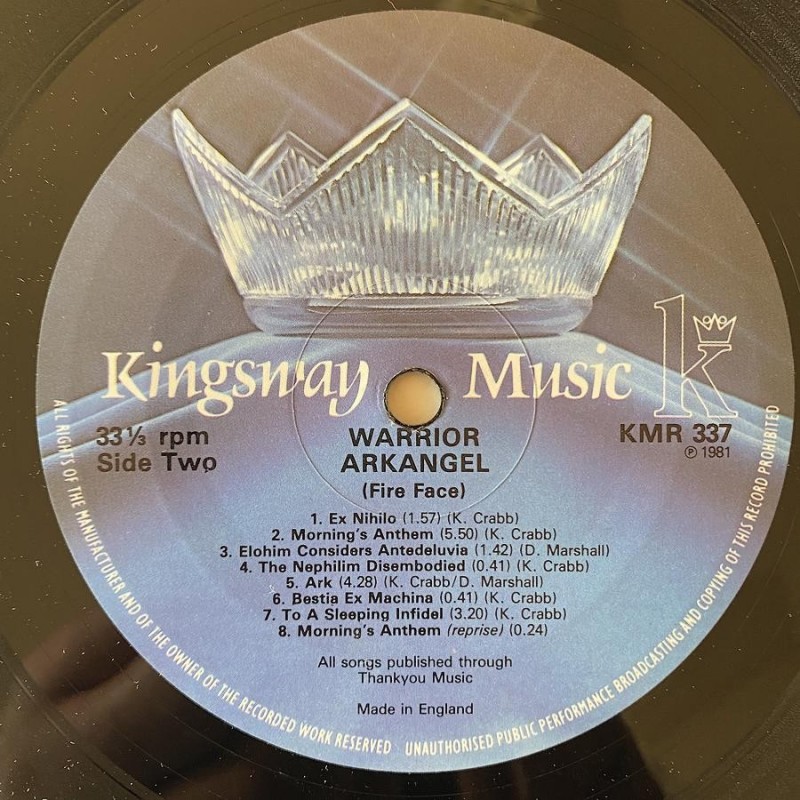 Kingsway Music
k
33⅓ rpm
Side Two
WARRIOR
ARKANGEL
(Fire Face)
KMR 337
℗ 1981
1. Ex Nihilo (1.57) (K. Crabb)
2. Morning's Anthem (5.50) (K. Crabb)
3. Elohim Considers Antedeluvia (1.42) (D. Marshall)
4. The Nephilim Disembodied (0.41) (K. Crabb)
5. Ark (4.28) (K. Crabb/D. Marshall)
6. Bestia Ex Machina (0.41) (K. Crabb)
7. To A Sleeping Infidel (3.20) (K. Crabb)
8. Morning's Anthem (reprise) (0.24)
All songs published through
Thankyou Music
Made in England
ALL RIGHTS OF THE MANUFACTURER AND OF THE OWNER OF THE RECORDED WORK RESERVED UNAUTHORISED PUBLIC PERFORMANCE BROADCASTING AND COPYING OF THIS RECORD PROHIBITED